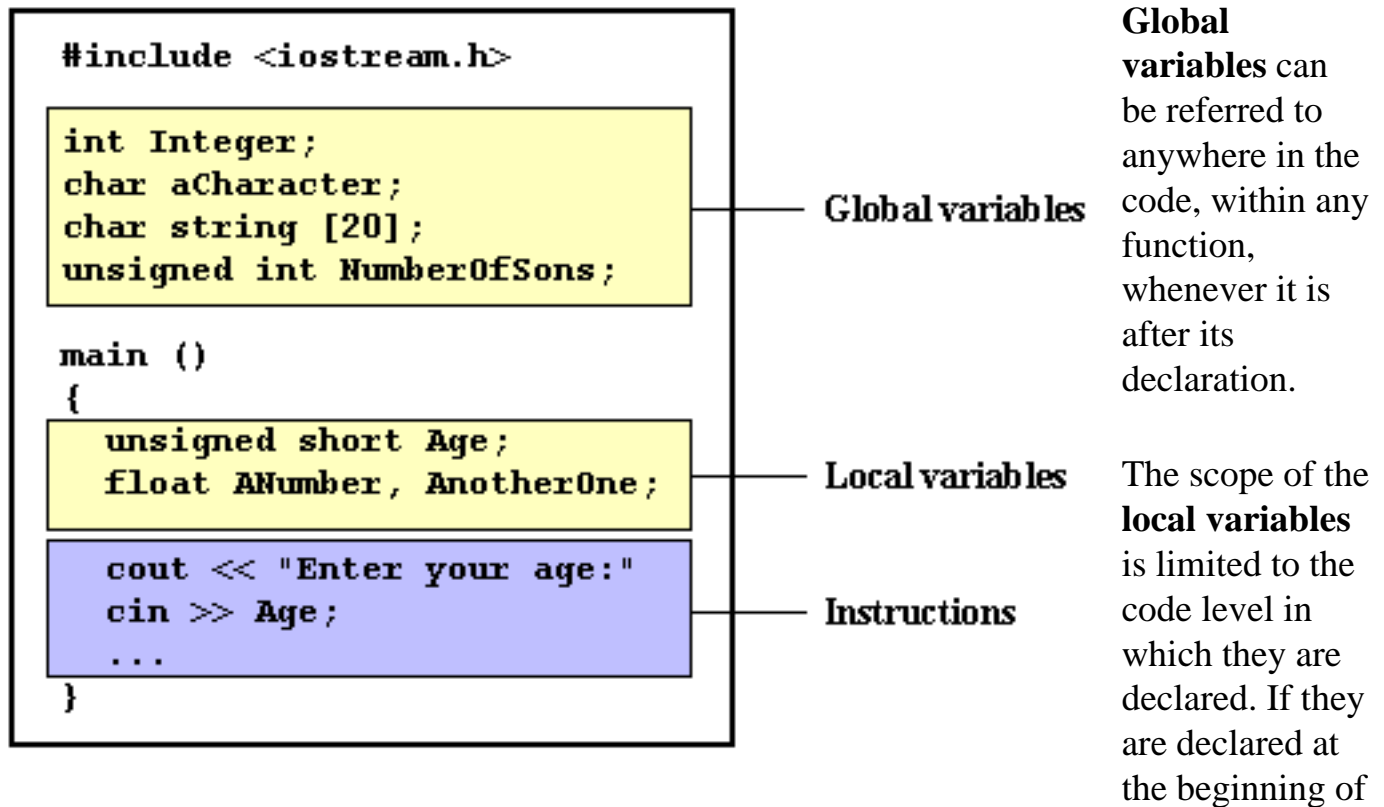 #include <iostream.h>
int Integer;
char aCharacter;
char string [20];
unsigned int NumberOfSons;
main ()
{
unsigned short Age;
float ANumber, AnotherOne;
cout << "Enter your age:"
cin >> Age;
...
}
Global variables
Local variables
Instructions
Global
variables can
be referred to
anywhere in the
code, within any
function,
whenever it is
after its
declaration.
The scope of the
local variables
is limited to the
code level in
which they are
declared. If they
are declared at
the beginning of